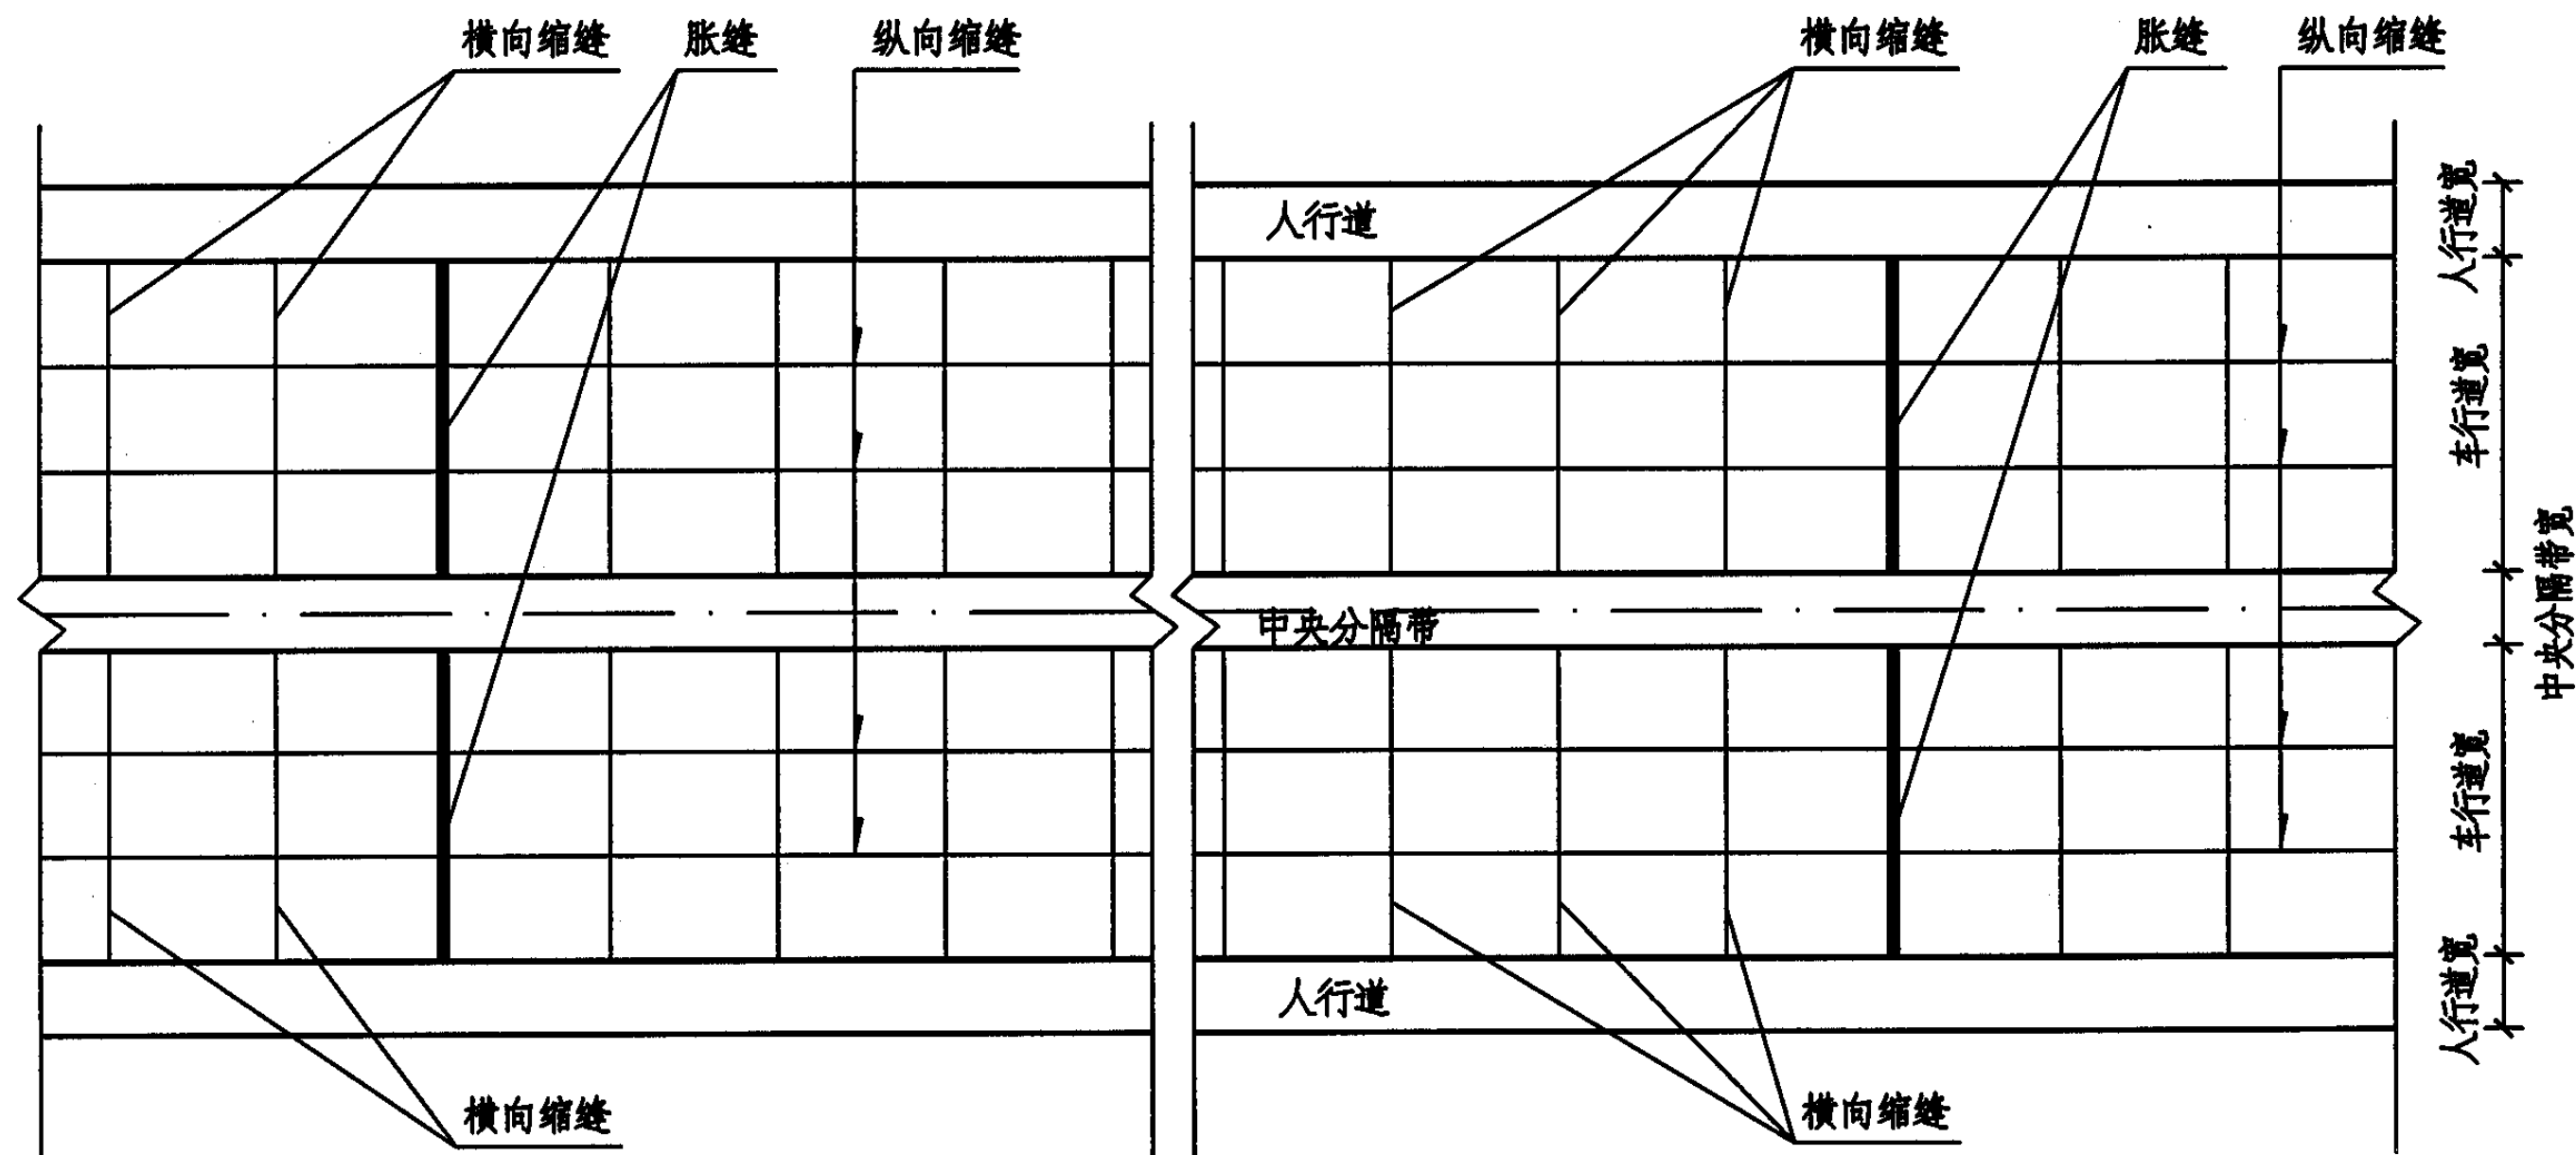 横向缩缝
胀缝
纵向缩缝
横向缩缝
胀缝
纵向缩缝
人行道
人行道宽
车行道宽
中央分隔带
中央分隔带宽
车行道宽
人行道
人行道宽
横向缩缝
横向缩缝